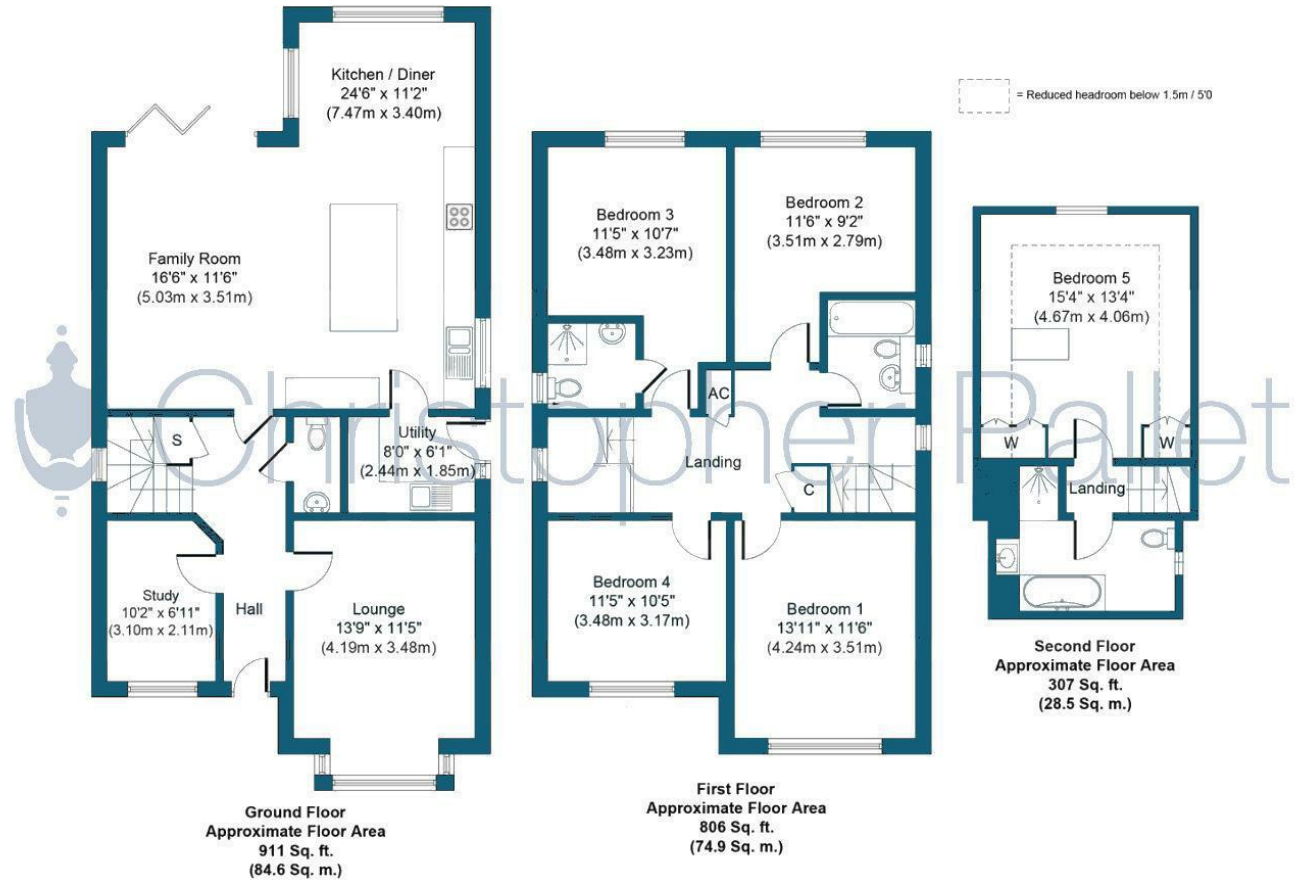 Kitchen / Diner
24'6" x 11'2"
(7.47m x 3.40m)
Family Room
16'6" x 11'6"
(5.03m x 3.51m)
S
Utility
8'0" x 6'1"
(2.44m x 1.85m)
Study
10'2" x 6'11"
(3.10m x 2.11m)
Hall
Lounge
13'9" x 11'5"
(4.19m x 3.48m)
Ground Floor
Approximate Floor Area
911 Sq. ft.
(84.6 Sq. m.)
Bedroom 3
11'5" x 10'7"
(3.48m x 3.23m)
Bedroom 2
11'6" x 9'2"
(3.51m x 2.79m)
AC
Landing
C
Bedroom 4
11'5" x 10'5"
(3.48m x 3.17m)
Bedroom 1
13'11" x 11'6"
(4.24m x 3.51m)
First Floor
Approximate Floor Area
806 Sq. ft.
(74.9 Sq. m.)
= Reduced headroom below 1.5m / 5'0
Bedroom 5
15'4" x 13'4"
(4.67m x 4.06m)
W
W
Landing
Second Floor
Approximate Floor Area
307 Sq. ft.
(28.5 Sq. m.)
Christopher Pallet